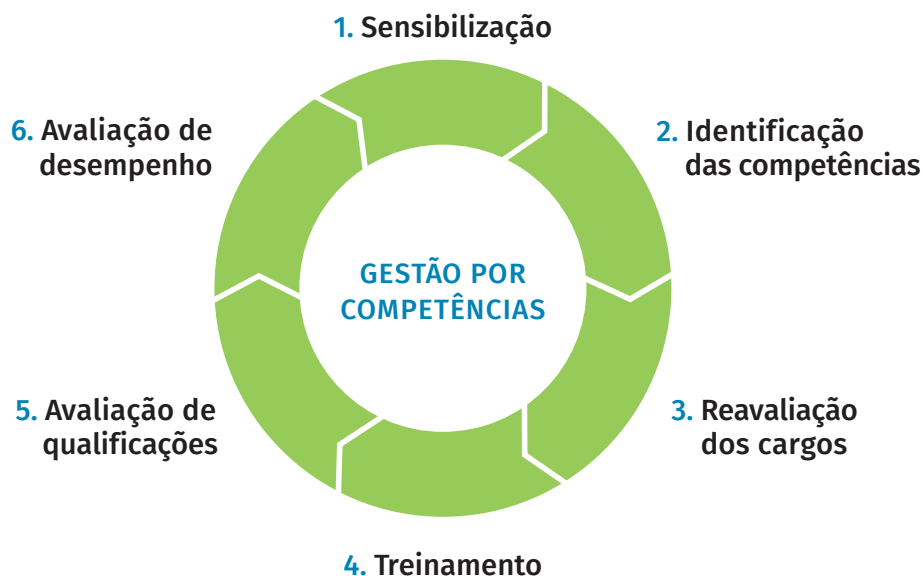 1. Sensibilização
2. Identificação
das competências
3. Reavaliação
dos cargos
4. Treinamento
5. Avaliação de
qualificações
6. Avaliação de
desempenho
GESTÃO POR
COMPETÊNCIAS